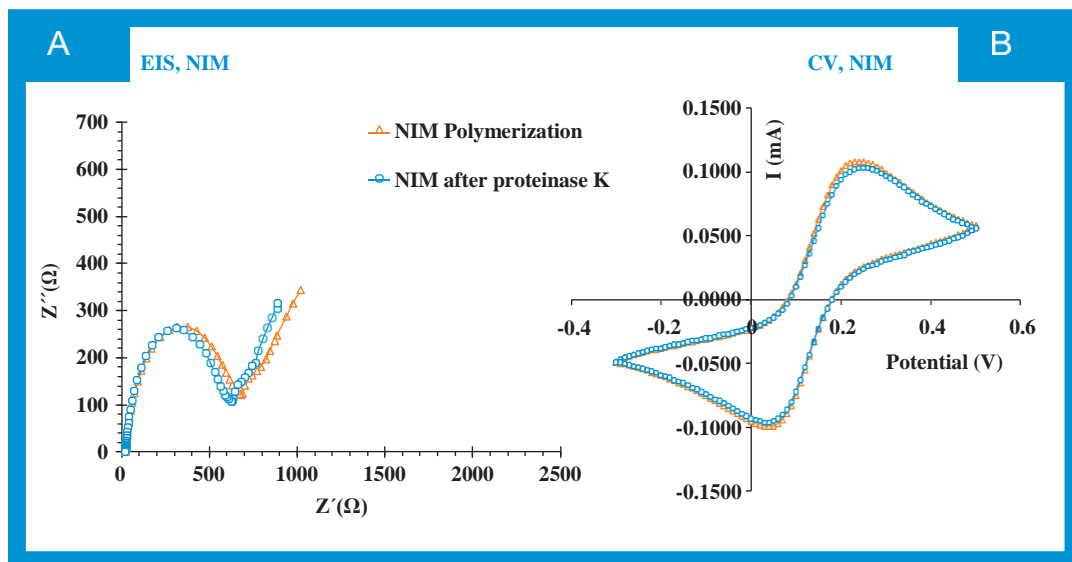 A
B
EIS, NIM
CV, NIM
NIM Polymerization
NIM after proteinase K
700
600
500
400
300
200
100
0
Z´´(Ω)
0 500 1000 1500 2000 2500
Z´(Ω)
0.1500
0.1000
0.0500
0.0000
-0.0500
-0.1000
-0.1500
I (mA)
-0.4 -0.2 0 0.2 0.4 0.6
Potential (V)